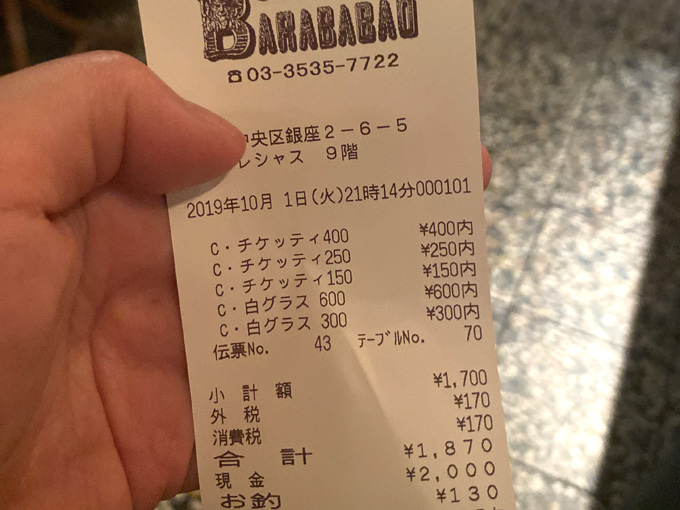 BARABABAO
☎03-3535-7722
央区銀座2-6-5
レシャス 9階
2019年10月 1日(火)21時14分000101
C・チケッティ400 ¥400内
C・チケッティ250 ¥250内
C・チケッティ150 ¥150内
C・白グラス 600 ¥600内
C・白グラス 300 ¥300内
伝票No. 43 テーブルNo. 70
小計額 ¥1,700
外税 ¥170
消費税 ¥170
合計 ¥1,870
現金 ¥2,000
お釣 ¥130